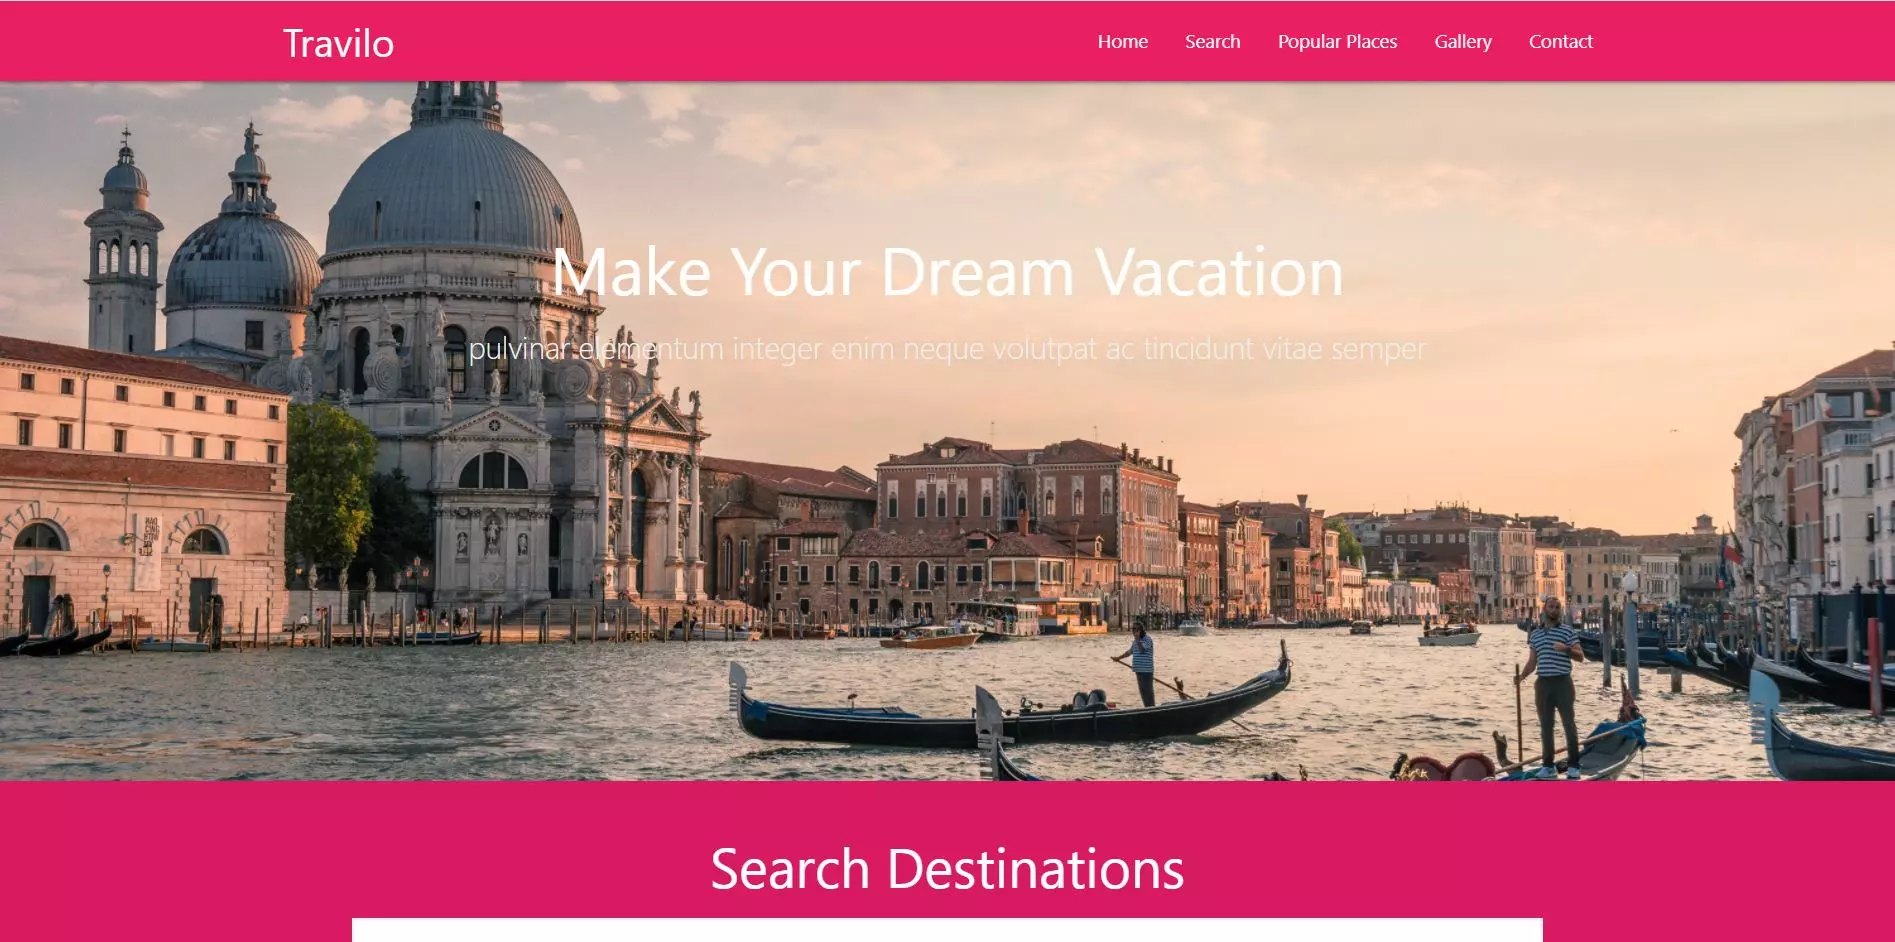 Travilo
Home Search Popular Places Gallery Contact
Make Your Dream Vacation
pulvinar elementum integer enim neque volutpat ac tincidunt vitae semper
Search Destinations